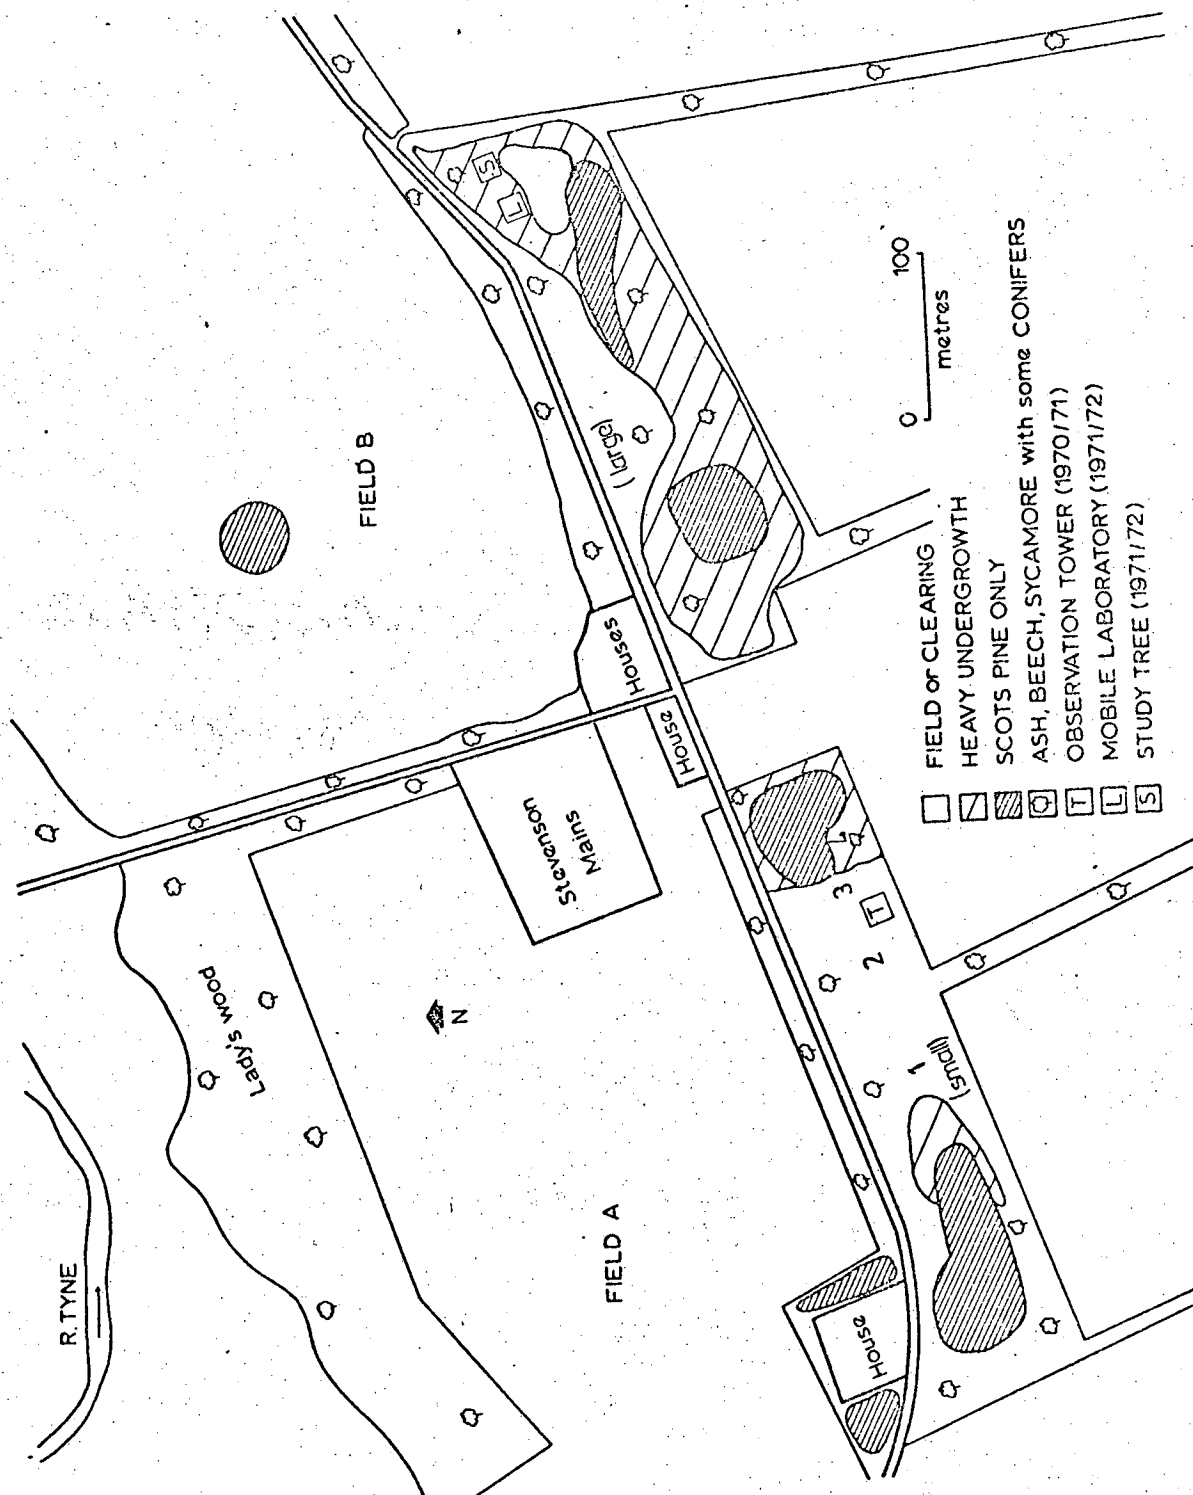 R. TYNE
Lady's wood
Stevenson
Mains
House
Houses
FIELD A
FIELD B
N
House
(large)
(small)
1
2
3
T
L
S
0 100
metres
FIELD or CLEARING
HEAVY UNDERGROWTH
SCOTS PINE ONLY
ASH, BEECH, SYCAMORE with some CONIFERS
T OBSERVATION TOWER (1970/71)
L MOBILE LABORATORY (1971/72)
S STUDY TREE (1971/72)